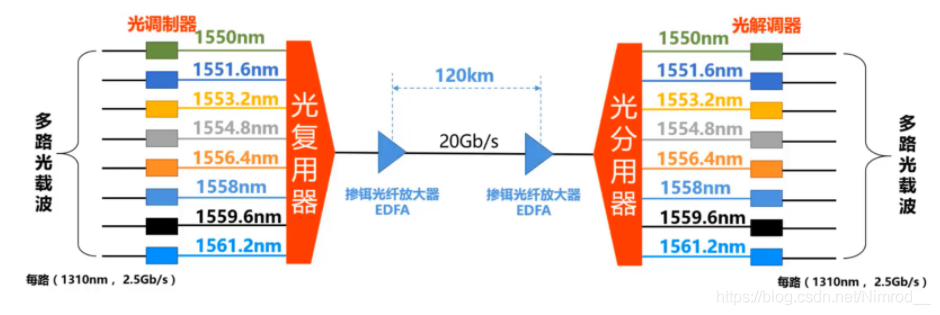 光调制器
光解调器
1550nm
1550nm
1551.6nm
120km
1551.6nm
1553.2nm
1553.2nm
多路光载波
1554.8nm
光复用器
20Gb/s
光分用器
1554.8nm
多路光载波
1556.4nm
1556.4nm
1558nm
掺铒光纤放大器
EDFA
掺铒光纤放大器
EDFA
1558nm
1559.6nm
1559.6nm
1561.2nm
1561.2nm
每路（1310nm ，2.5Gb/s）
每路（1310nm ，2.5Gb/s）
https://blog.csdn.net/Nimrod__